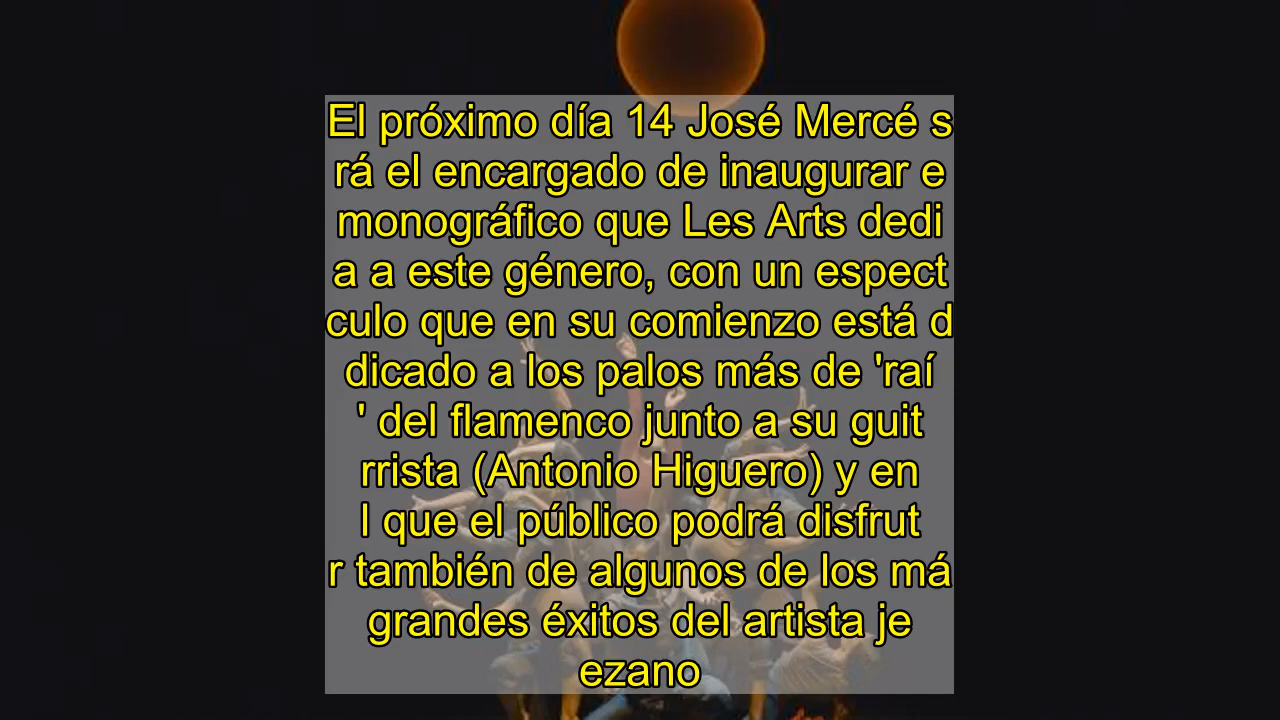 El próximo día 14 José Mercé s
rá el encargado de inaugurar e
monográfico que Les Arts dedi
a a este género, con un espect
culo que en su comienzo está d
dicado a los palos más de 'raí
' del flamenco junto a su guit
rrista (Antonio Higuero) y en
l que el público podrá disfrut
r también de algunos de los má
grandes éxitos del artista je
ezano